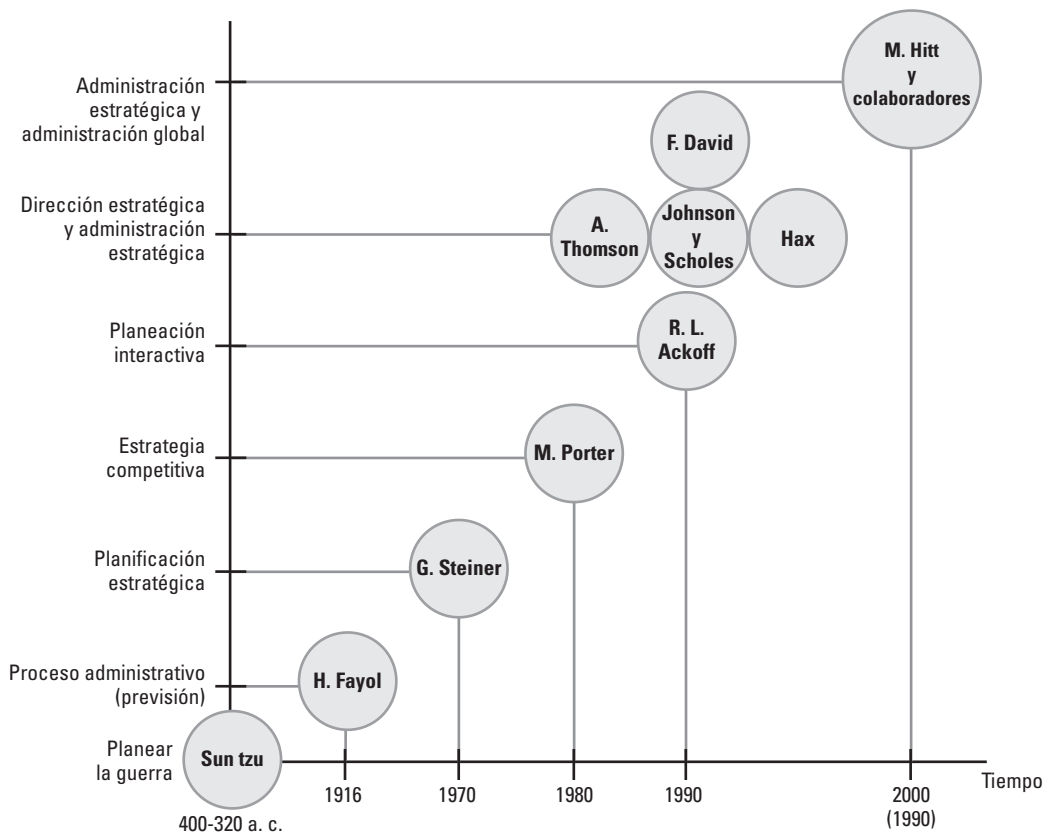 M. Hitt
y
colaboradores
Administración
estratégica y
administración global
F. David
Dirección estratégica
y administración
estratégica
A.
Thomson
Johnson
y
Scholes
Hax
Planeación
interactiva
R. L.
Ackoff
Estrategia
competitiva
M. Porter
Planificación
estratégica
G. Steiner
Proceso administrativo
(previsión)
H. Fayol
Planear
la guerra
Sun tzu
Tiempo
400-320 a. c.
1916
1970
1980
1990
2000
(1990)